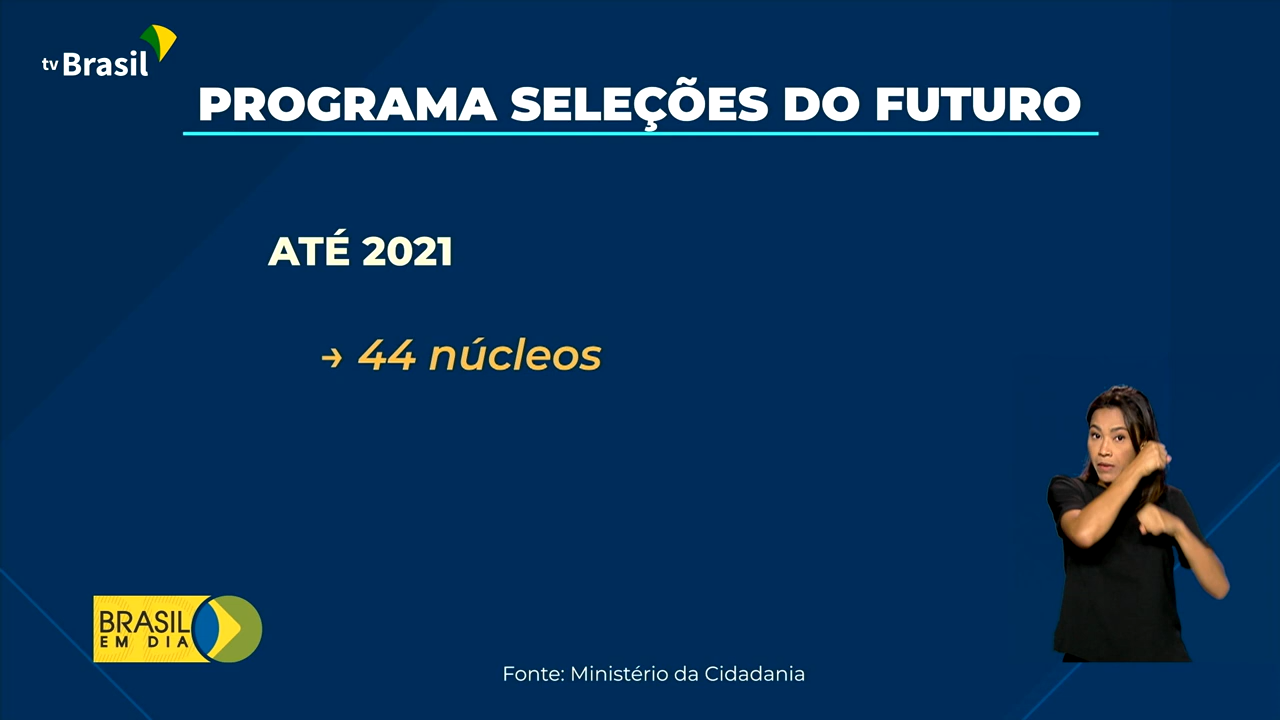 tv Brasil
PROGRAMA SELEÇÕES DO FUTURO
ATÉ 2021
→ 44 núcleos
BRASIL
EM DIA
Fonte: Ministério da Cidadania